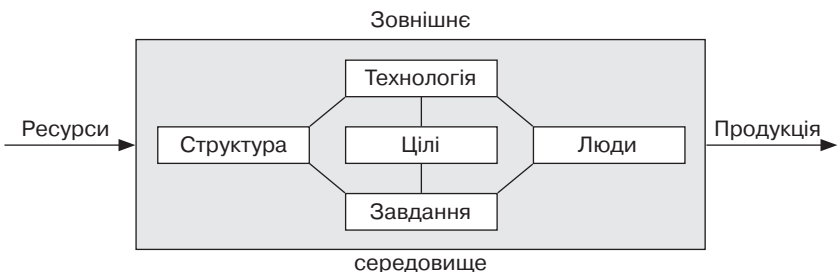 Зовнішнє
Технологія
Ресурси
Структура
Цілі
Люди
Продукція
Завдання
середовище